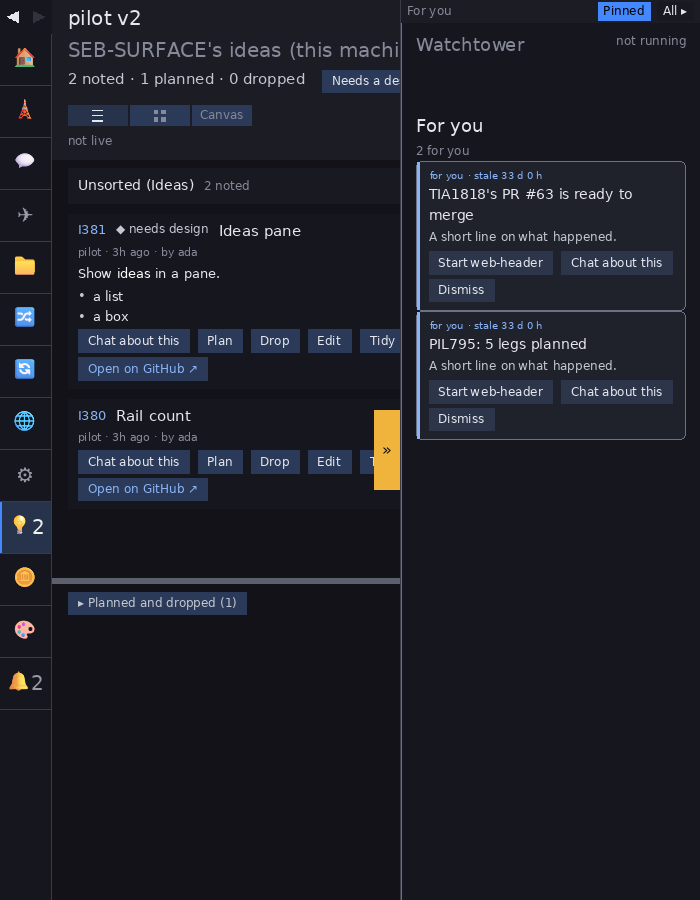 pilot v2
SEB-SURFACE's ideas (this machi
2 noted · 1 planned · 0 dropped
Needs a de
Canvas
not live
Unsorted (Ideas) 2 noted
I381 ◆ needs design Ideas pane
pilot · 3h ago · by ada
Show ideas in a pane.
• a list
• a box
Chat about this Plan Drop Edit Tidy
Open on GitHub ↗
I380 Rail count
pilot · 3h ago · by ada
Chat about this Plan Drop Edit
Open on GitHub ↗
»
▸ Planned and dropped (1)
2
2
For you Pinned All ▸
Watchtower not running
For you
2 for you
for you · stale 33 d 0 h
TIA1818's PR #63 is ready to
merge
A short line on what happened.
Start web-header Chat about this
Dismiss
for you · stale 33 d 0 h
PIL795: 5 legs planned
A short line on what happened.
Start web-header Chat about this
Dismiss